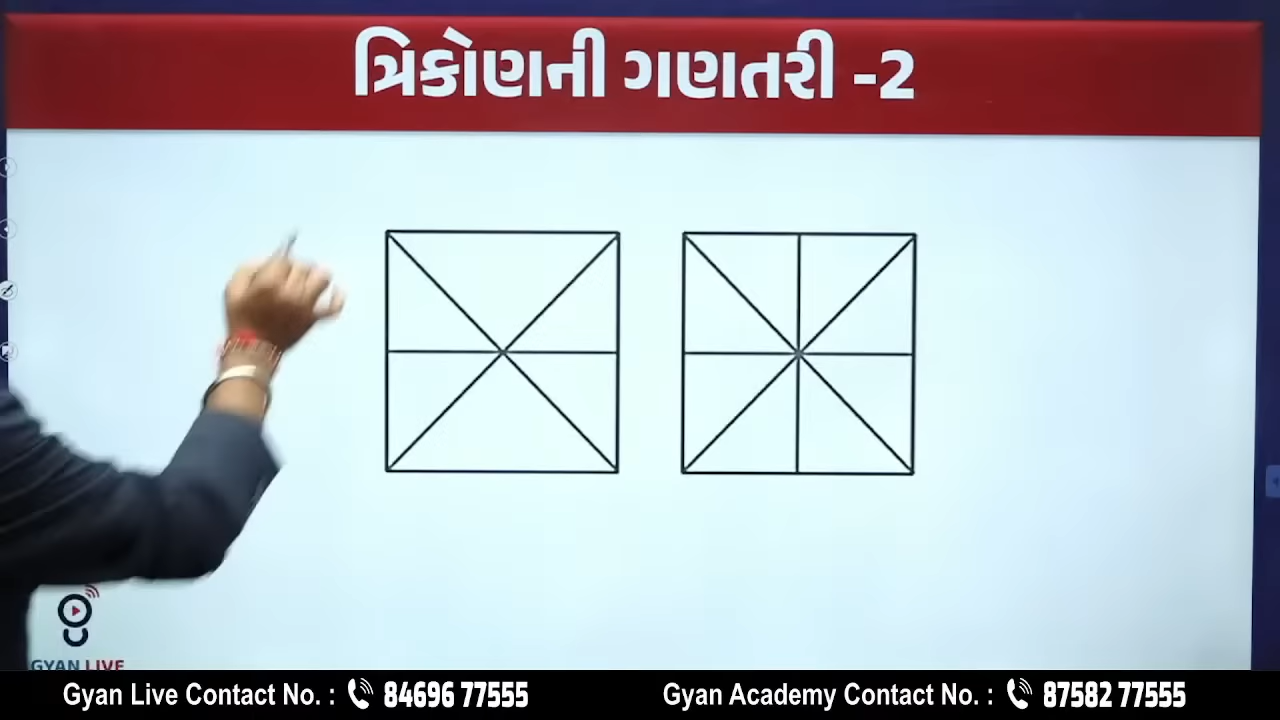 ત્રિકોણની ગણતરી -2
GYAN LIVE
Gyan Live Contact No. : 84696 77555
Gyan Academy Contact No. : 87582 77555